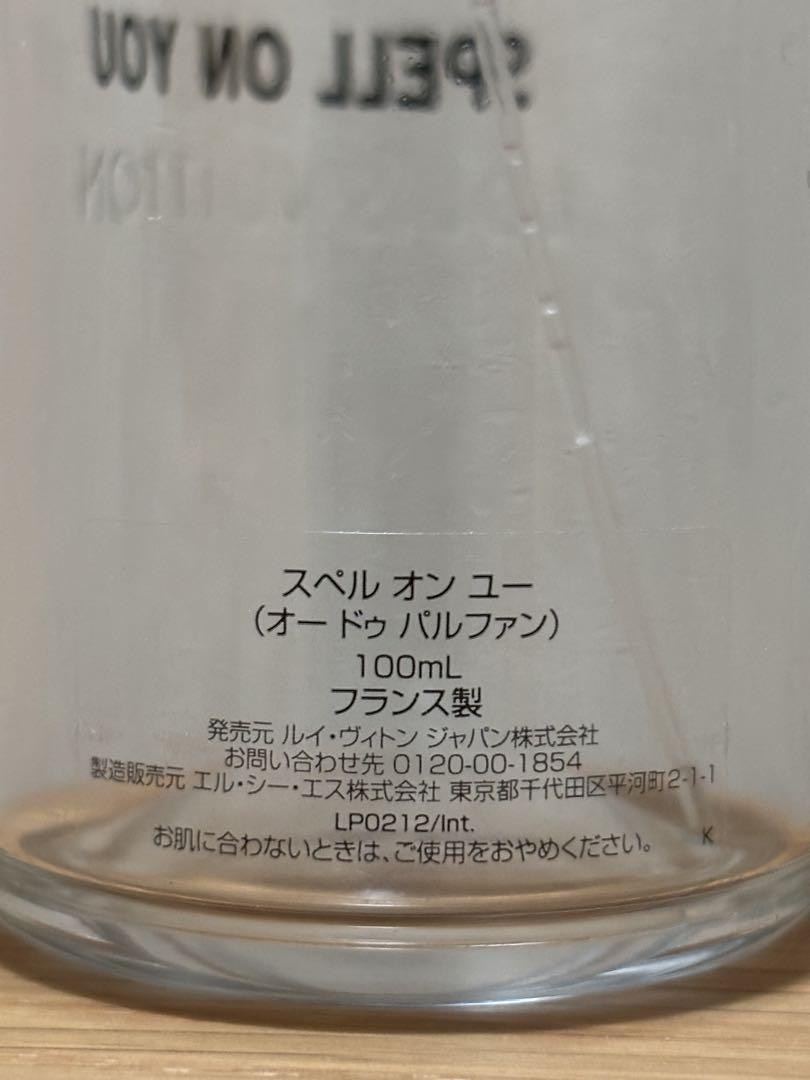 SPELL ON YOU
スペル オン ユー
(オー ドゥ パルファン)
100mL
フランス製
発売元 ルイ・ヴィトン ジャパン株式会社
お問い合わせ先 0120-00-1854
製造販売元 エル・シー・エス株式会社 東京都千代田区平河町2-1-1
LP0212/Int.
お肌に合わないときは、ご使用をおやめください。 K